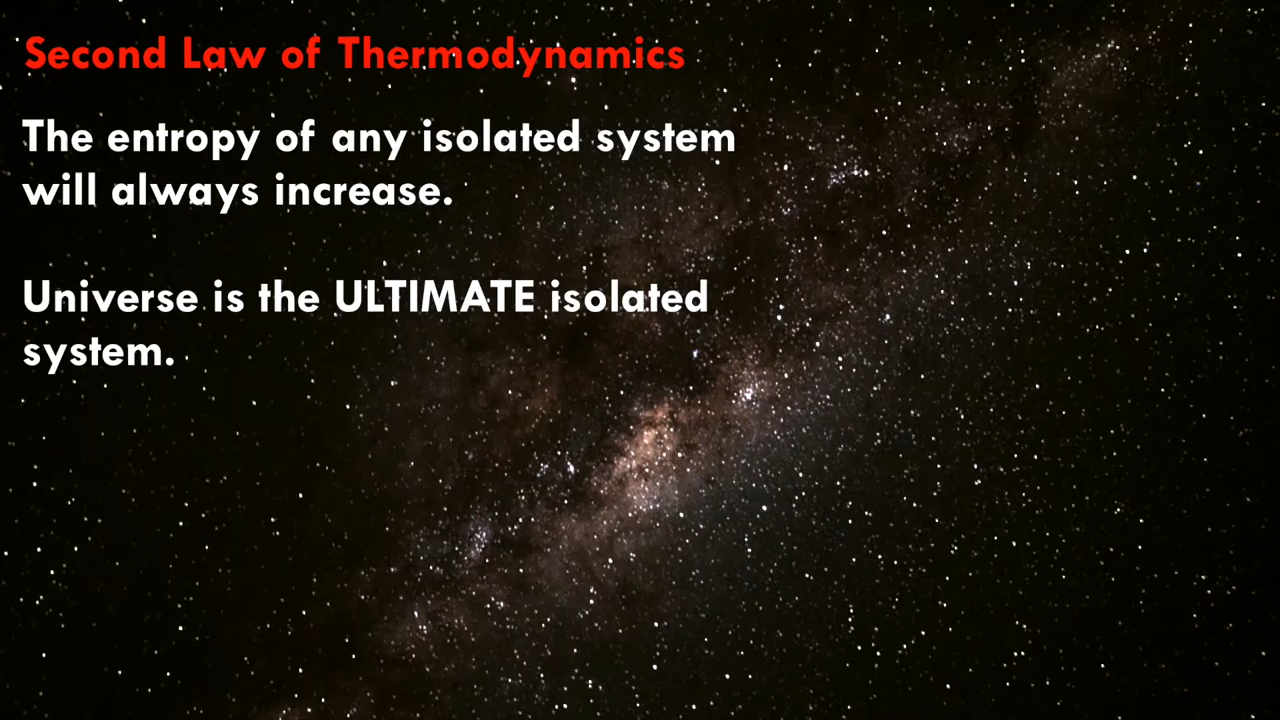 Second Law of Thermodynamics
The entropy of any isolated system
will always increase.
Universe is the ULTIMATE isolated
system.